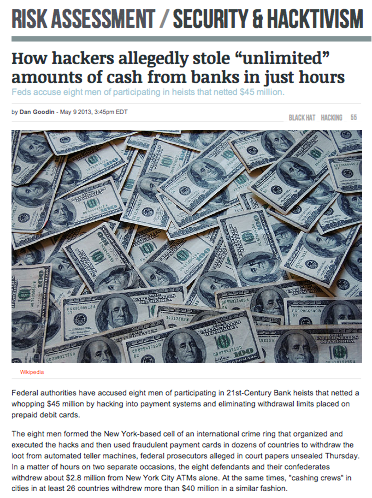 RISK ASSESSMENT / SECURITY & HACKTIVISM
How hackers allegedly stole “unlimited”
amounts of cash from banks in just hours
Feds accuse eight men of participating in heists that netted $45 million.
by Dan Goodin - May 9 2013, 3:45pm EDT
BLACK HAT HACKING 55
Wikipedia
Federal authorities have accused eight men of participating in 21st-Century Bank heists that netted a
whopping $45 million by hacking into payment systems and eliminating withdrawal limits placed on
prepaid debit cards.
The eight men formed the New York-based cell of an international crime ring that organized and
executed the hacks and then used fraudulent payment cards in dozens of countries to withdraw the
loot from automated teller machines, federal prosecutors alleged in court papers unsealed Thursday.
In a matter of hours on two separate occasions, the eight defendants and their confederates
withdrew about $2.8 million from New York City ATMs alone. At the same times, "cashing crews" in
cities in at least 26 countries withdrew more than $40 million in a similar fashion.